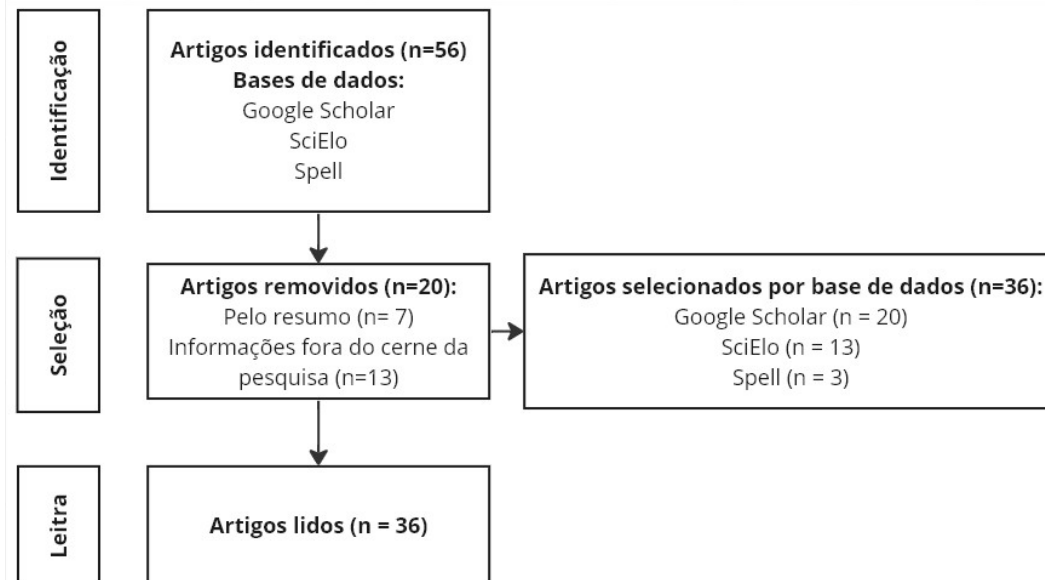 Identificação
Artigos identificados (n=56)
Bases de dados:
Google Scholar
SciElo
Spell
Seleção
Artigos removidos (n=20):
Pelo resumo (n= 7)
Informações fora do cerne da
pesquisa (n=13)
Artigos selecionados por base de dados (n=36):
Google Scholar (n = 20)
SciElo (n = 13)
Spell (n = 3)
Leitra
Artigos lidos (n = 36)